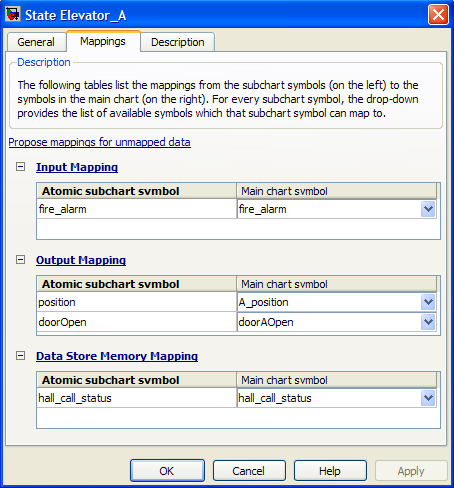 State Elevator_A
General Mappings Description
Description
The following tables list the mappings from the subchart symbols (on the left) to the
symbols in the main chart (on the right). For every subchart symbol, the drop-down
provides the list of available symbols which that subchart symbol can map to.
Propose mappings for unmapped data
Input Mapping
Atomic subchart symbol Main chart symbol
fire_alarm fire_alarm
Output Mapping
Atomic subchart symbol Main chart symbol
position A_position
doorOpen doorAOpen
Data Store Memory Mapping
Atomic subchart symbol Main chart symbol
hall_call_status hall_call_status
OK Cancel Help Apply